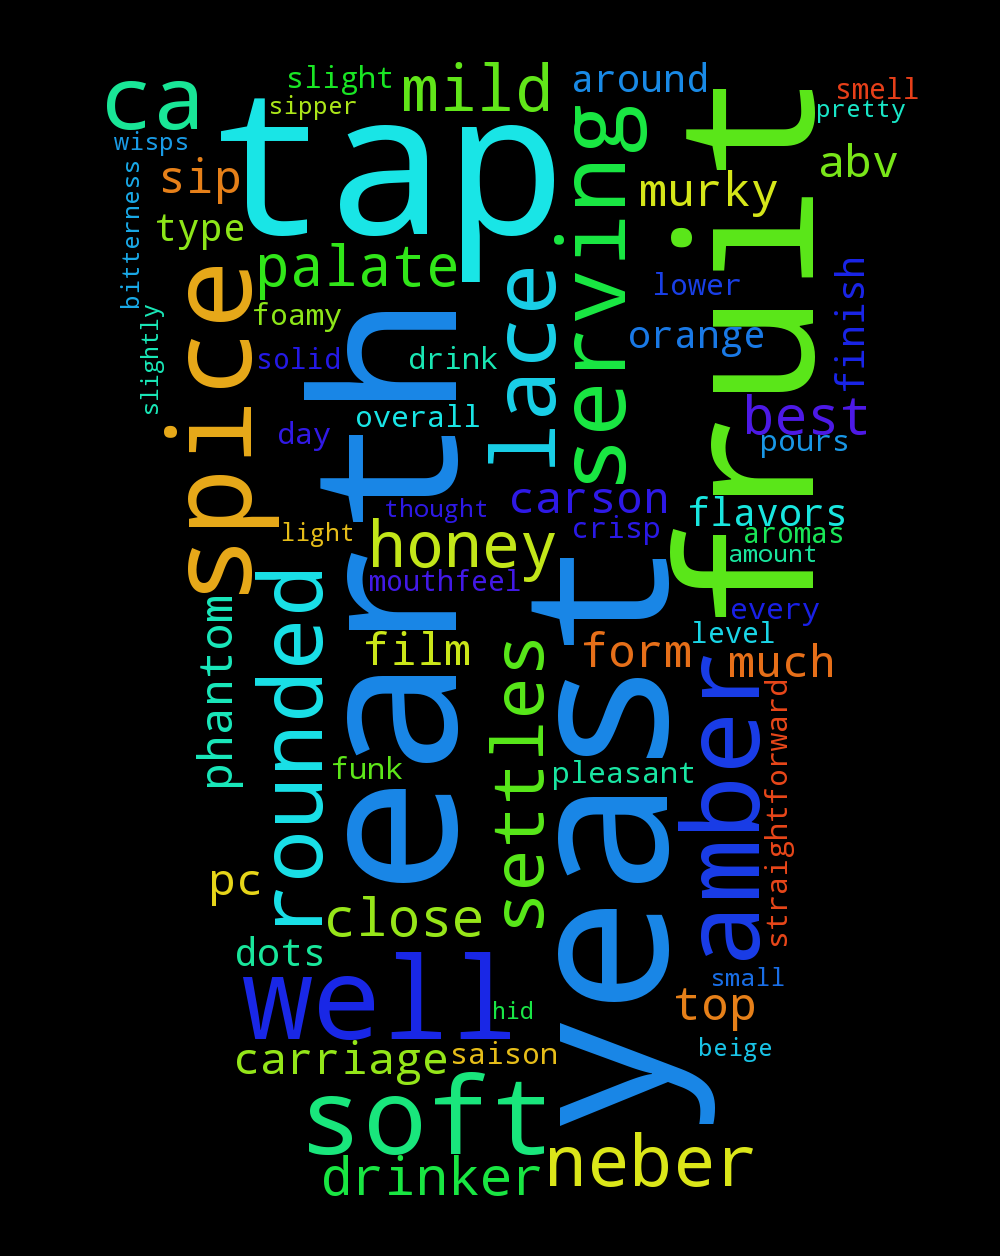 slight
mild
around
smell
ca
sipper
pretty
tap
wisps
sip
murky
abv
bitterness
type
palate
serving
fruit
spice
foamy
lace
lower
orange
finish
slightly
solid
drink
earth
overall
day
best
pours
thought
carson
flavors
light
honey
crisp
aromas
amount
mouthfeel
yeast
every
phantom
rounded
film
settles
form
level
much
amber
straightforward
funk
pleasant
pc
close
dots
well
hid
small
top
carriage
saison
beige
soft
drinker
neber